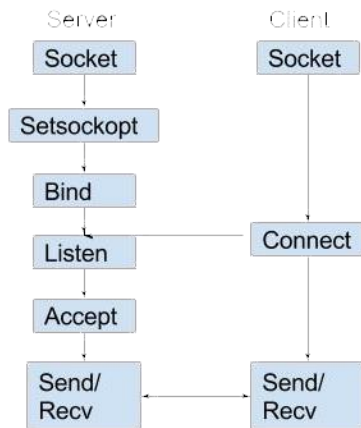 Server Client
Socket Socket
Setsockopt
Bind
Connect
Listen
Accept
Send/ Send/
Recv Recv